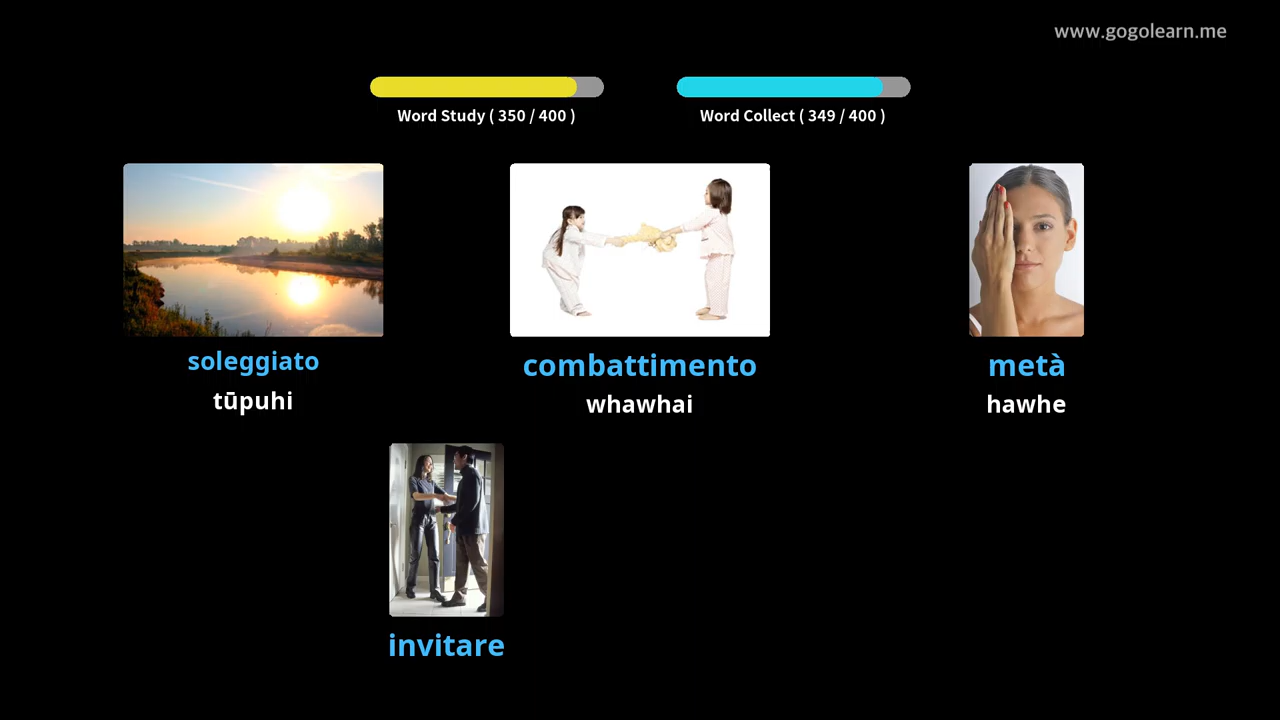 www.gogolearn.me
Word Study ( 350 / 400 )
Word Collect ( 349 / 400 )
soleggiato
tūpuhi
combattimento
whawhai
metà
hawhe
invitare